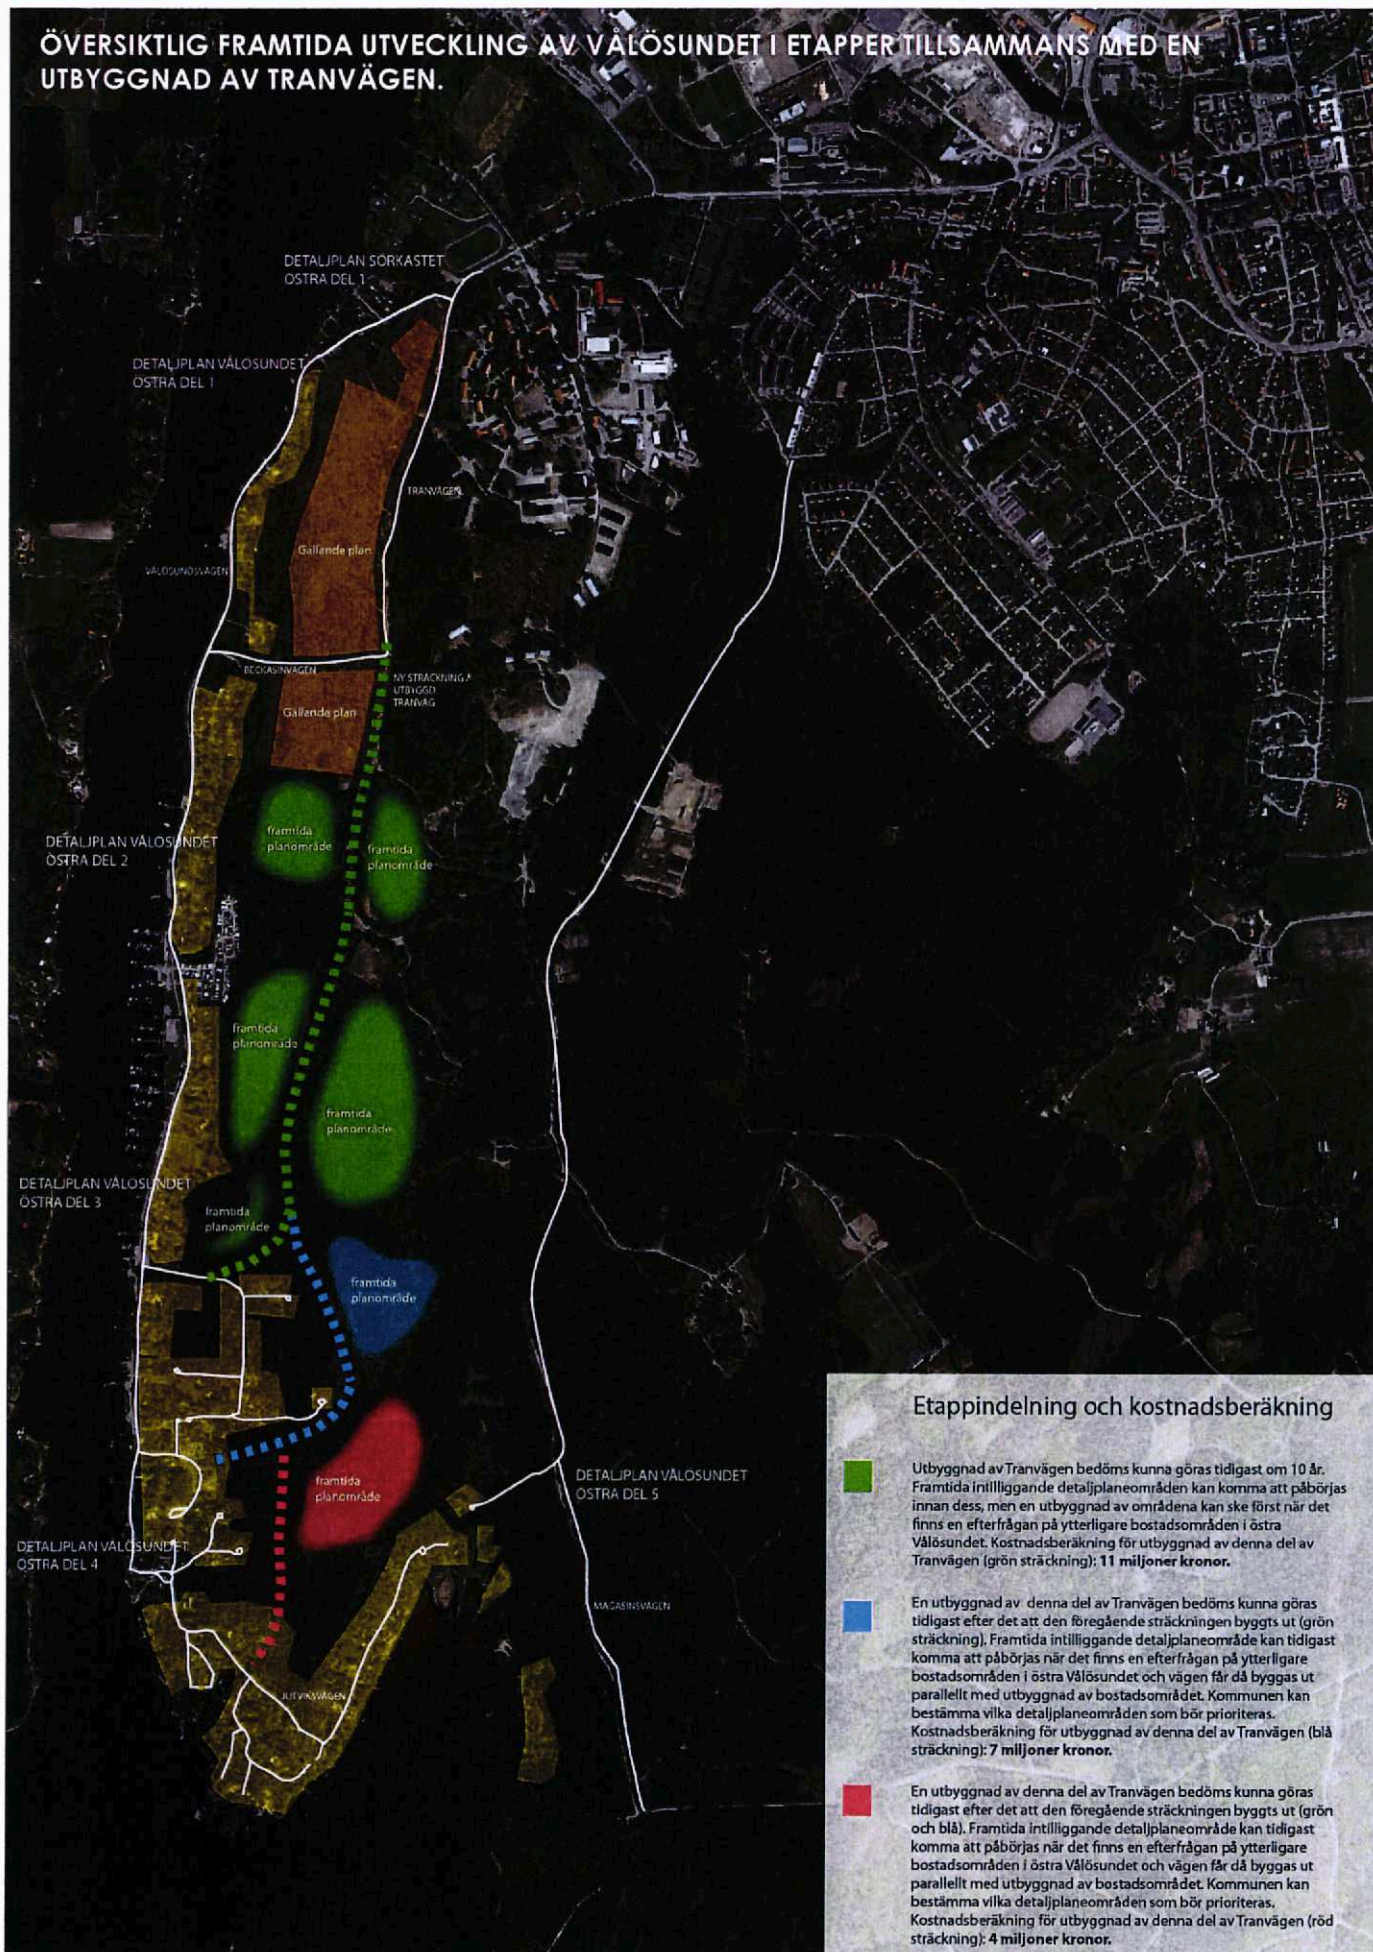 ÖVERSIKTLIG FRAMTIDA UTVECKLING AV VÅLÖSUNDET I ETAPPER TILLSAMMANS MED EN
UTBYGGNAD AV TRANVÄGEN.
DETALJPLAN SÖRKASTET
ÖSTRA DEL 1
DETALJPLAN VÅLÖSUNDET
ÖSTRA DEL 1
TRANVÄGEN
Gällande plan
VÅLÖSUNDSVÄGEN
BECKASINVÄGEN
NY STRÄCKNING Å
UTBYGGD
TRANVÄG
Gällande plan
DETALJPLAN VÅLÖSUNDET
ÖSTRA DEL 2
framtida
planområde
framtida
planområde
framtida
planområde
framtida
planområde
DETALJPLAN VÅLÖSUNDET
ÖSTRA DEL 3
framtida
planområde
framtida
planområde
framtida
planområde
DETALJPLAN VÅLÖSUNDET
ÖSTRA DEL 5
DETALJPLAN VÅLÖSUNDET
ÖSTRA DEL 4
MAGASINSVÄGEN
JUTVIKSVÄGEN
Etappindelning och kostnadsberäkning
Utbyggnad av Tranvägen bedöms kunna göras tidigast om 10 år.
Framtida intilliggande detaljplaneområden kan komma att påbörjas
innan dess, men en utbyggnad av områdena kan ske först när det
finns en efterfrågan på ytterligare bostadsområden i östra
Vålösundet. Kostnadsberäkning för utbyggnad av denna del av
Tranvägen (grön sträckning): 11 miljoner kronor.
En utbyggnad av denna del av Tranvägen bedöms kunna göras
tidigast efter det att den föregående sträckningen byggts ut (grön
sträckning). Framtida intilliggande detaljplaneområde kan tidigast
komma att påbörjas när det finns en efterfrågan på ytterligare
bostadsområden i östra Vålösundet och vägen får då byggas ut
parallellt med utbyggnad av bostadsområdet. Kommunen kan
bestämma vilka detaljplaneområden som bör prioriteras.
Kostnadsberäkning för utbyggnad av denna del av Tranvägen (blå
sträckning): 7 miljoner kronor.
En utbyggnad av denna del av Tranvägen bedöms kunna göras
tidigast efter det att den föregående sträckningen byggts ut (grön
och blå). Framtida intilliggande detaljplaneområde kan tidigast
komma att påbörjas när det finns en efterfrågan på ytterligare
bostadsområden i östra Vålösundet och vägen får då byggas ut
parallellt med utbyggnad av bostadsområdet. Kommunen kan
bestämma vilka detaljplaneområden som bör prioriteras.
Kostnadsberäkning för utbyggnad av denna del av Tranvägen (röd
sträckning): 4 miljoner kronor.